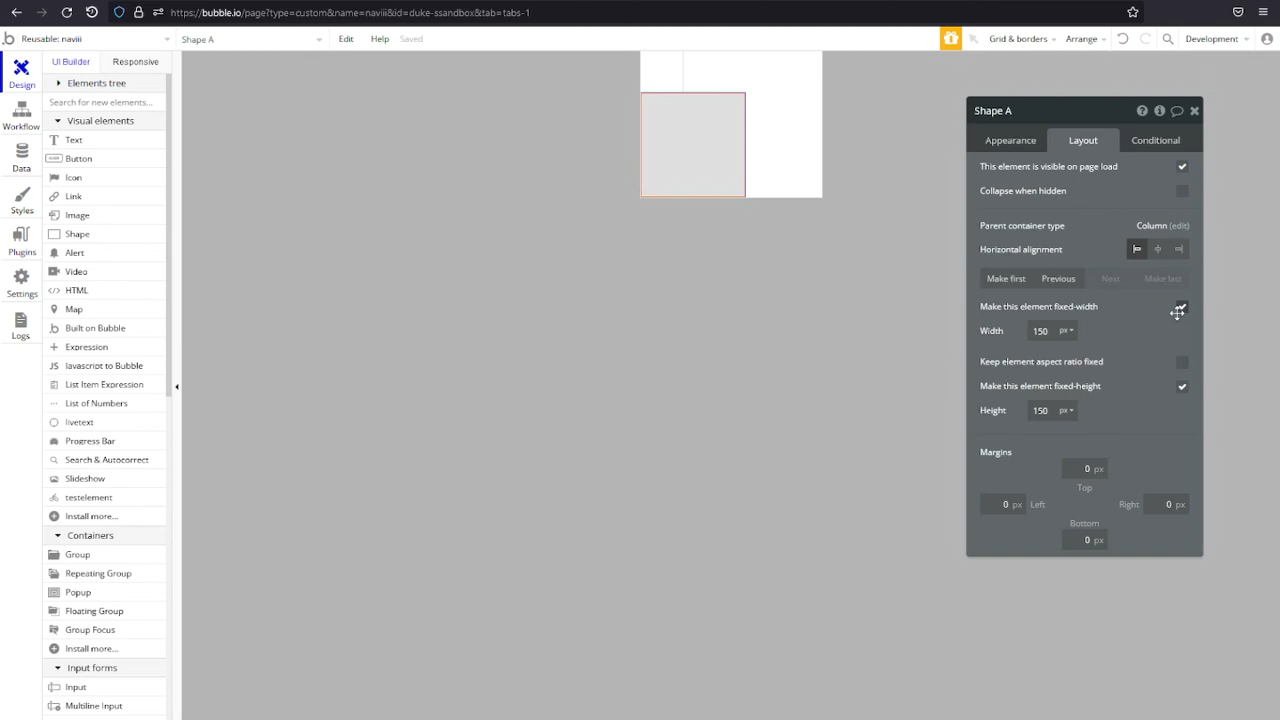 https://bubble.io/page?type=custom&name=naviii&id=duke-ssandbox&tab=tabs-1
Reusable: naviii
Shape A
Edit
Help
Saved
Grid & borders
Arrange
Development
Design
Workflow
Data
Styles
Plugins
Settings
Logs
UI Builder
Responsive
Elements tree
Search for new elements...
Visual elements
Text
Button
Icon
Link
Image
Shape
Alert
Video
HTML
Map
Built on Bubble
Expression
JS Javascript to Bubble
List Item Expression
List of Numbers
livetext
Progress Bar
Search & Autocorrect
Slideshow
testelement
Install more...
Containers
Group
Repeating Group
Popup
Floating Group
Group Focus
Install more...
Input forms
Input
Multiline Input
Shape A
Appearance
Layout
Conditional
This element is visible on page load
Collapse when hidden
Parent container type
Column (edit)
Horizontal alignment
Make first
Previous
Next
Make last
Make this element fixed-width
Width
150 px
Keep element aspect ratio fixed
Make this element fixed-height
Height
150 px
Margins
0 px
Top
0 px Left
Right 0 px
Bottom
0 px